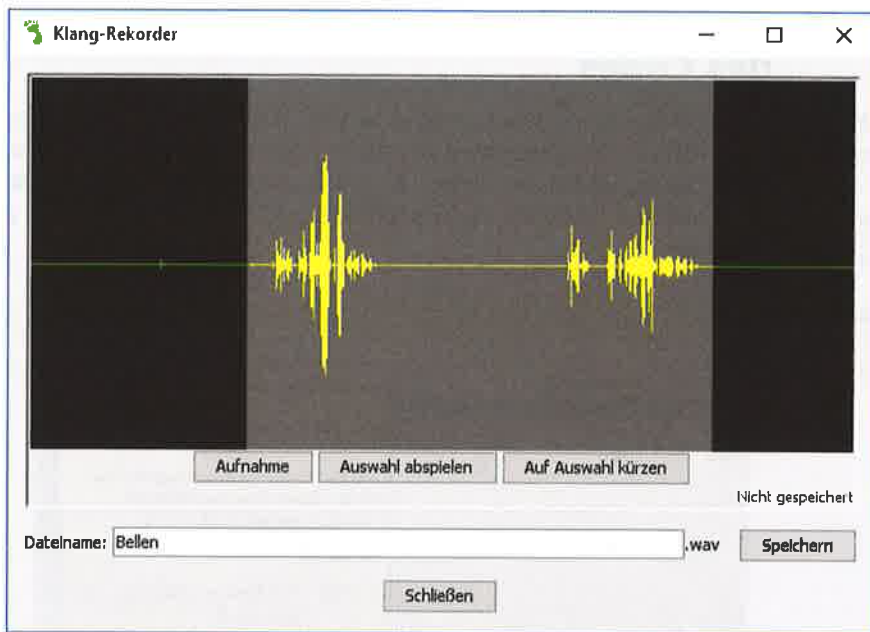 Klang-Rekorder
Aufnahme Auswahl abspielen Auf Auswahl kürzen
Nicht gespeichert
Dateiname: Bellen .wav Speichern
Schließen